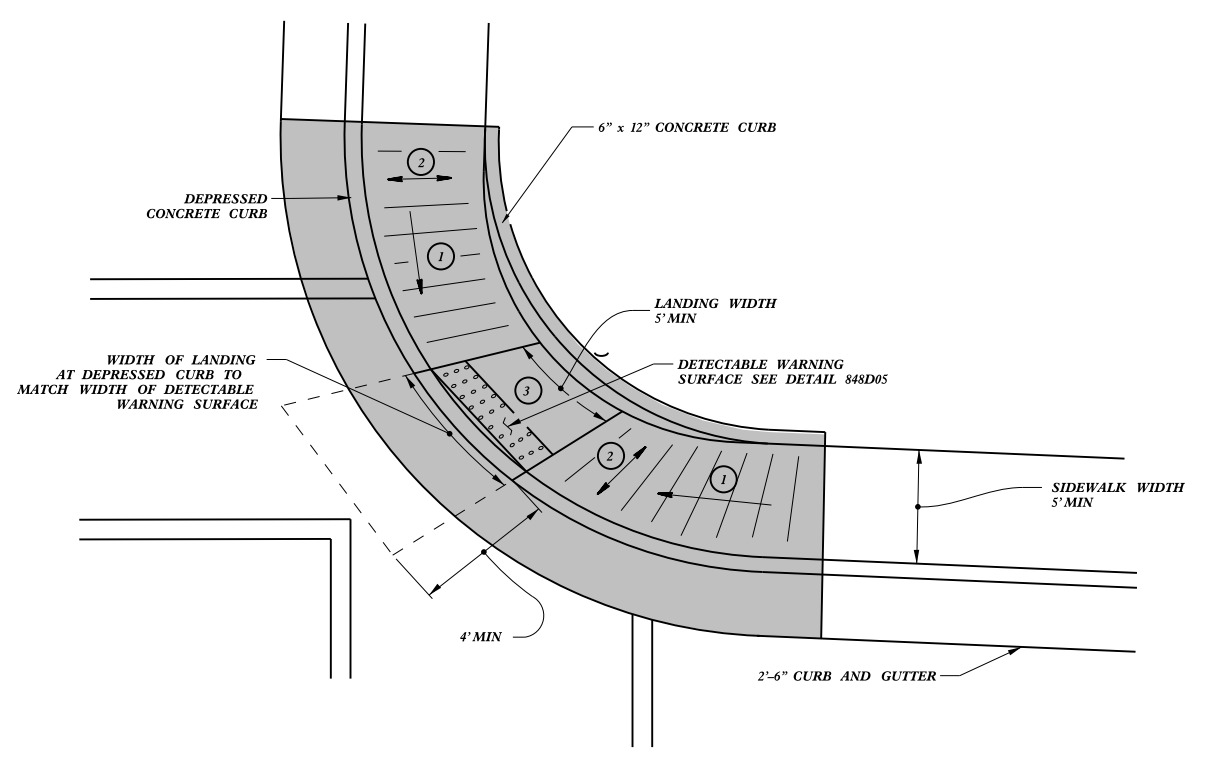 6" x 12" CONCRETE CURB
2
DEPRESSED
CONCRETE CURB
1
LANDING WIDTH
5' MIN
WIDTH OF LANDING
AT DEPRESSED CURB TO
MATCH WIDTH OF DETECTABLE
WARNING SURFACE
DETECTABLE WARNING
SURFACE SEE DETAIL 848D05
3
2
1
SIDEWALK WIDTH
5' MIN
4' MIN
2'–6" CURB AND GUTTER